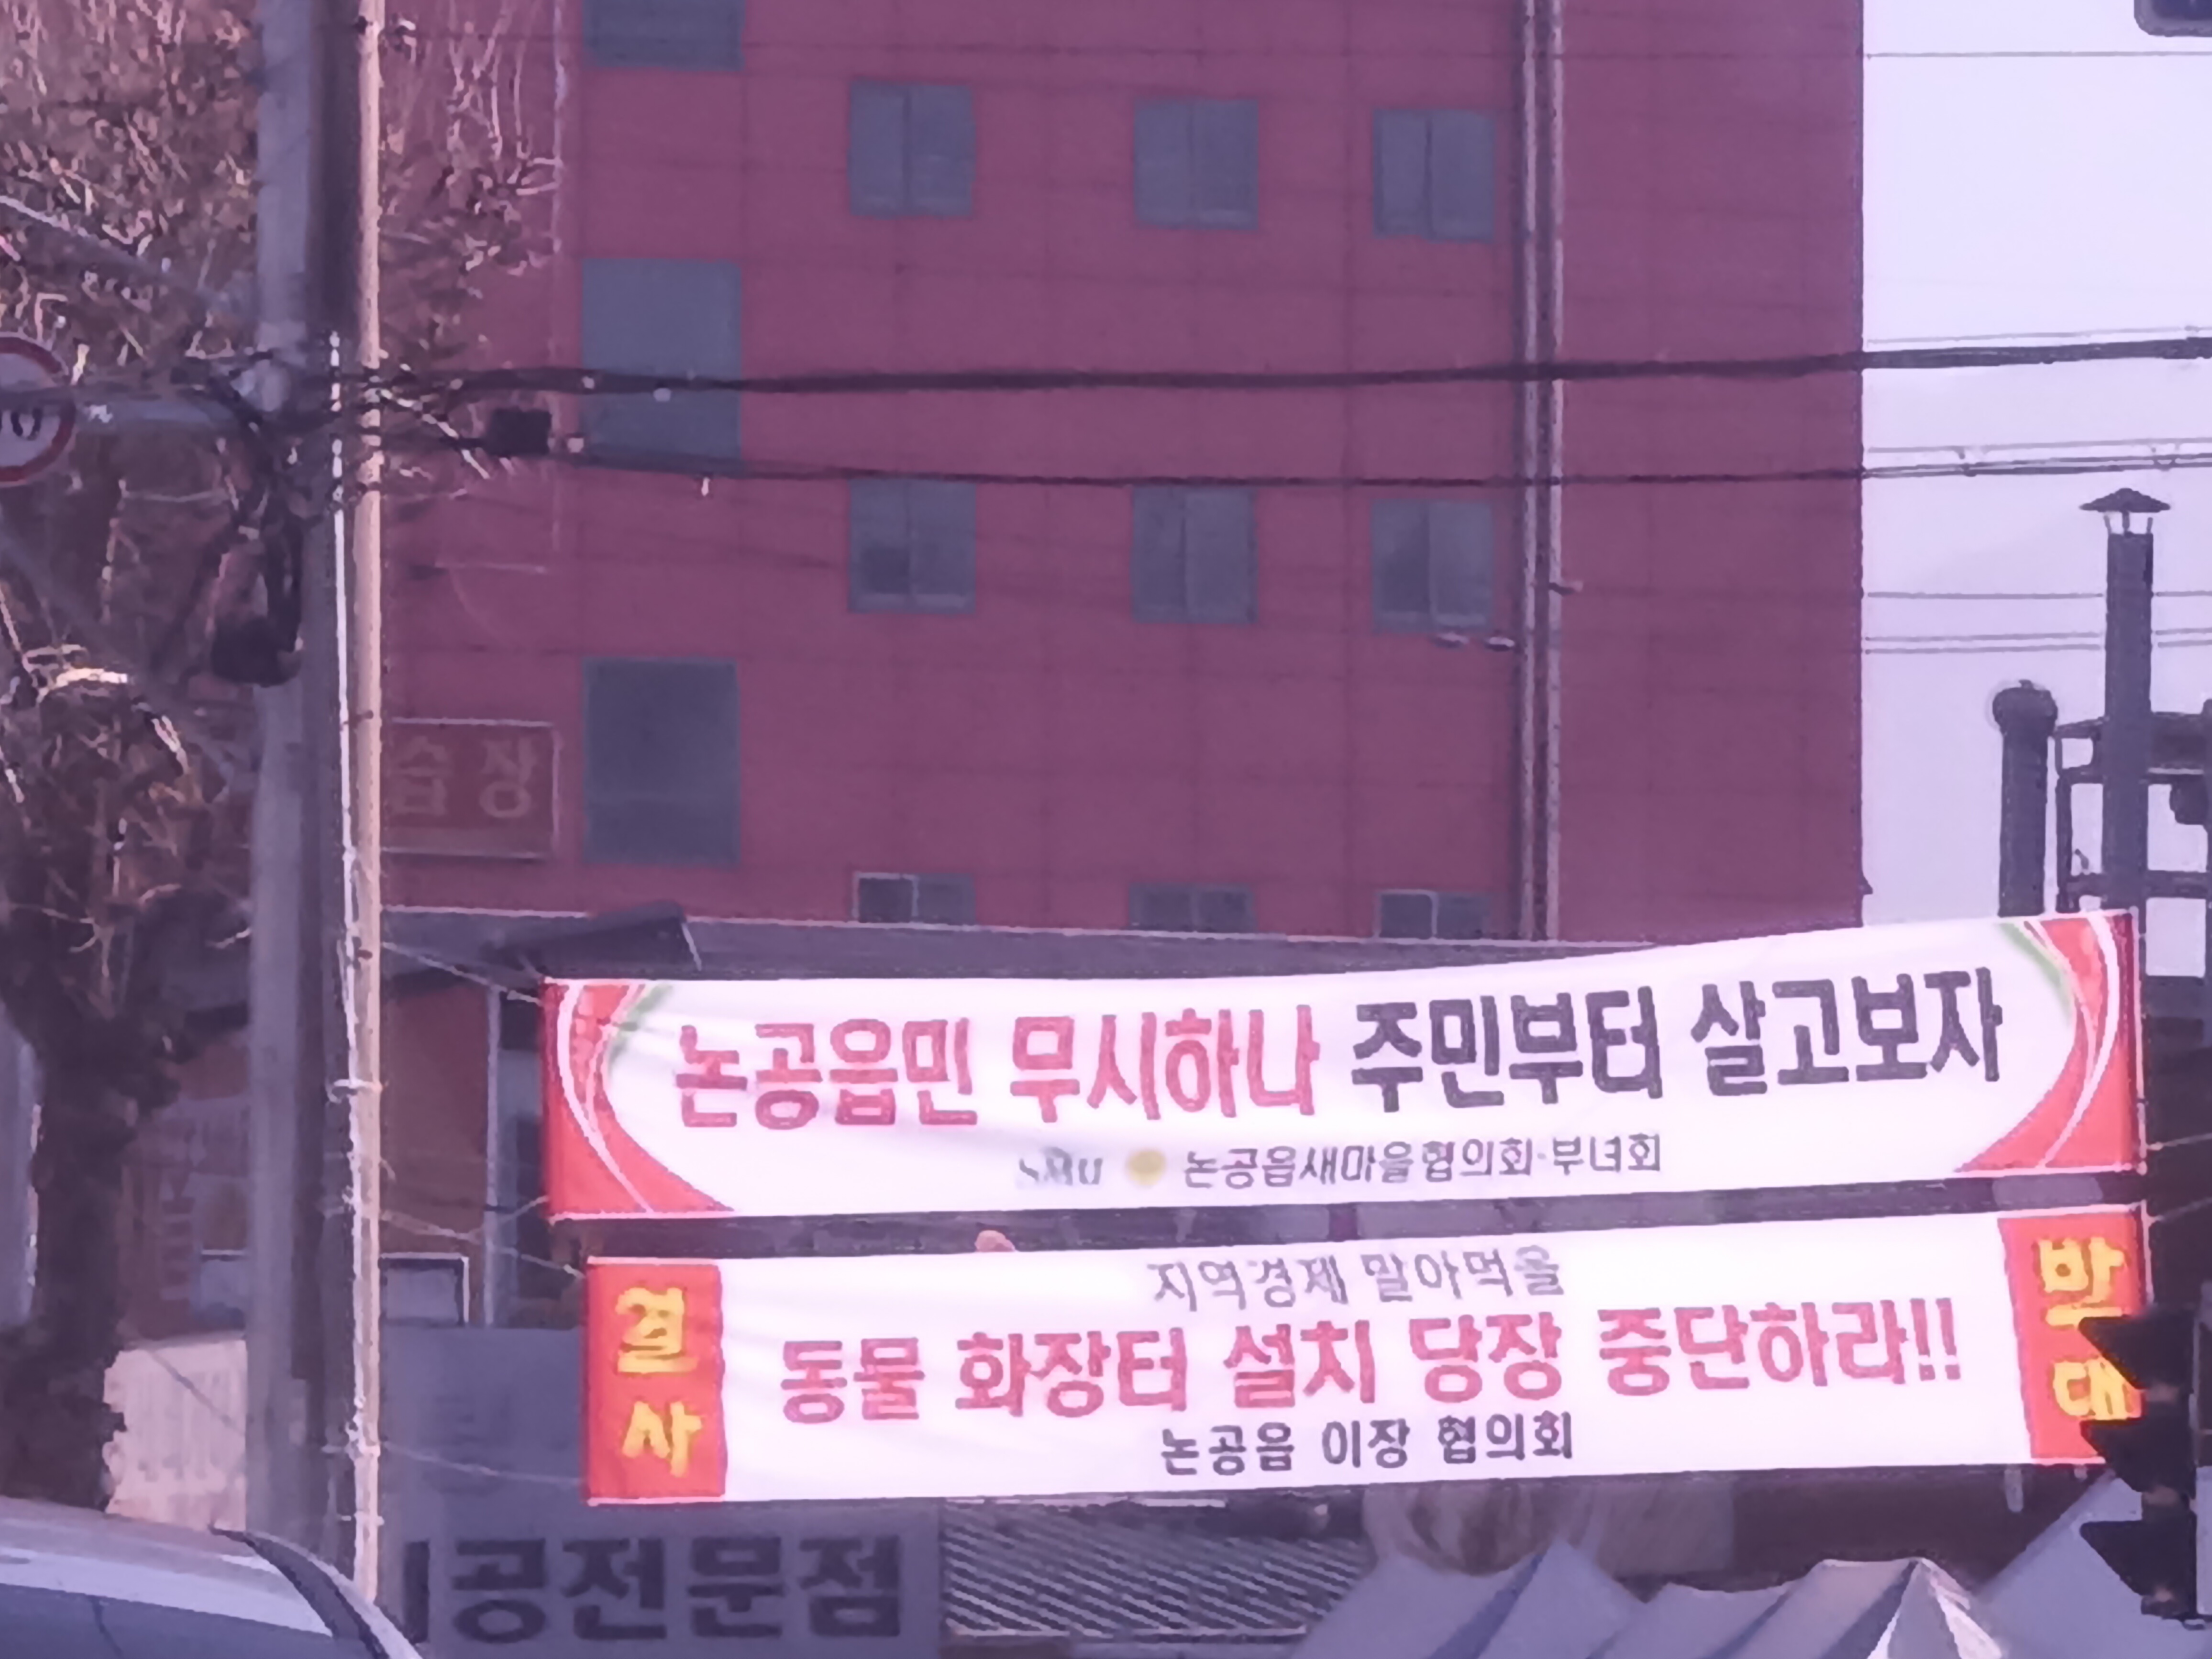 습장
논공읍민 무시하나 주민부터 살고보자
논공읍새마을협의회·부녀회
지역경제 말아먹을
결사
동물 화장터 설치 당장 중단하라!!
반대
논공읍 이장 협의회
공전문점